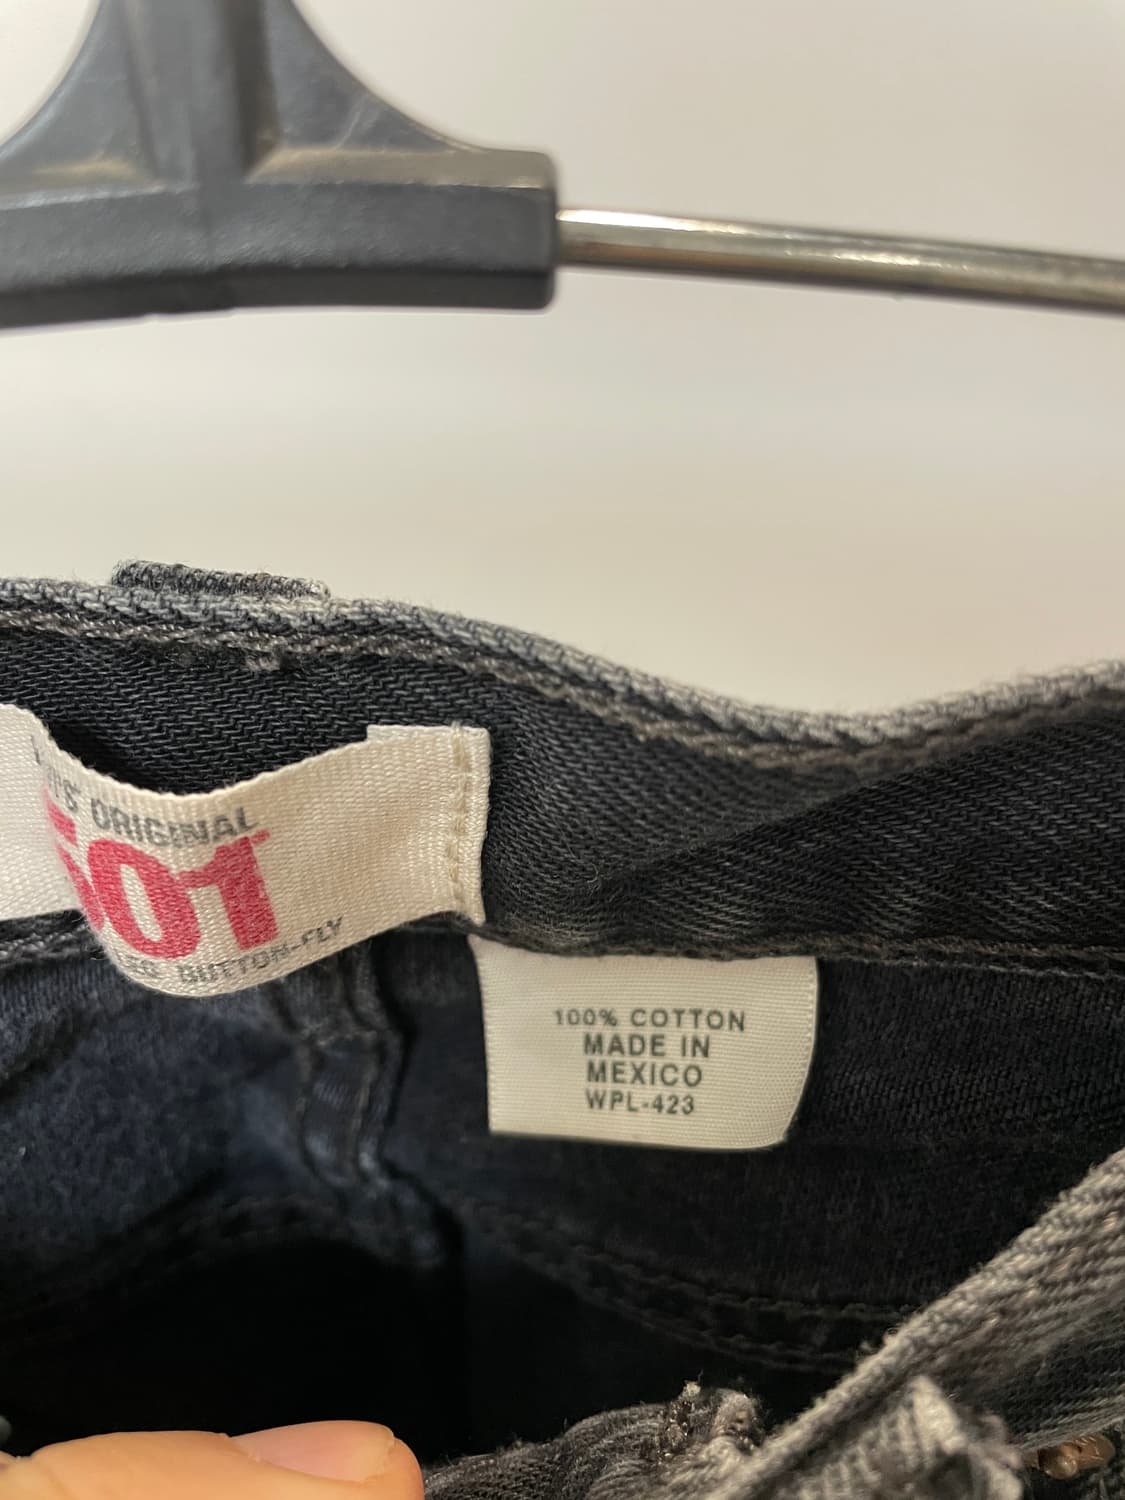 ORIGINAL
501
BUTTON-FLY
100% COTTON
MADE IN
MEXICO
WPL-423